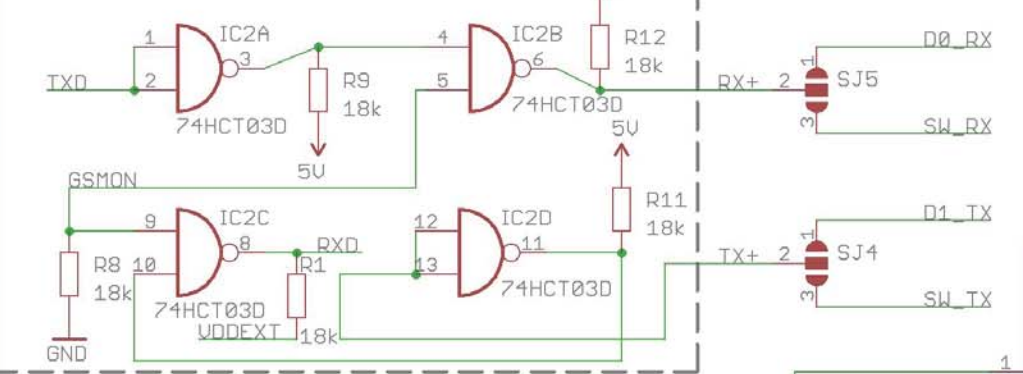 IC2A
IC2B
R12
18k
1
2
3
4
5
6
TXD
R9
18k
74HCT03D
74HCT03D
5V
5V
RX+
2
1
3
SJ5
D0_RX
SW_RX
GSMON
9
10
8
IC2C
RXD
R8
18k
R1
18k
74HCT03D
VDDEXT
GND
12
13
11
IC2D
74HCT03D
R11
18k
TX+
2
1
3
SJ4
D1_TX
SW_TX
1